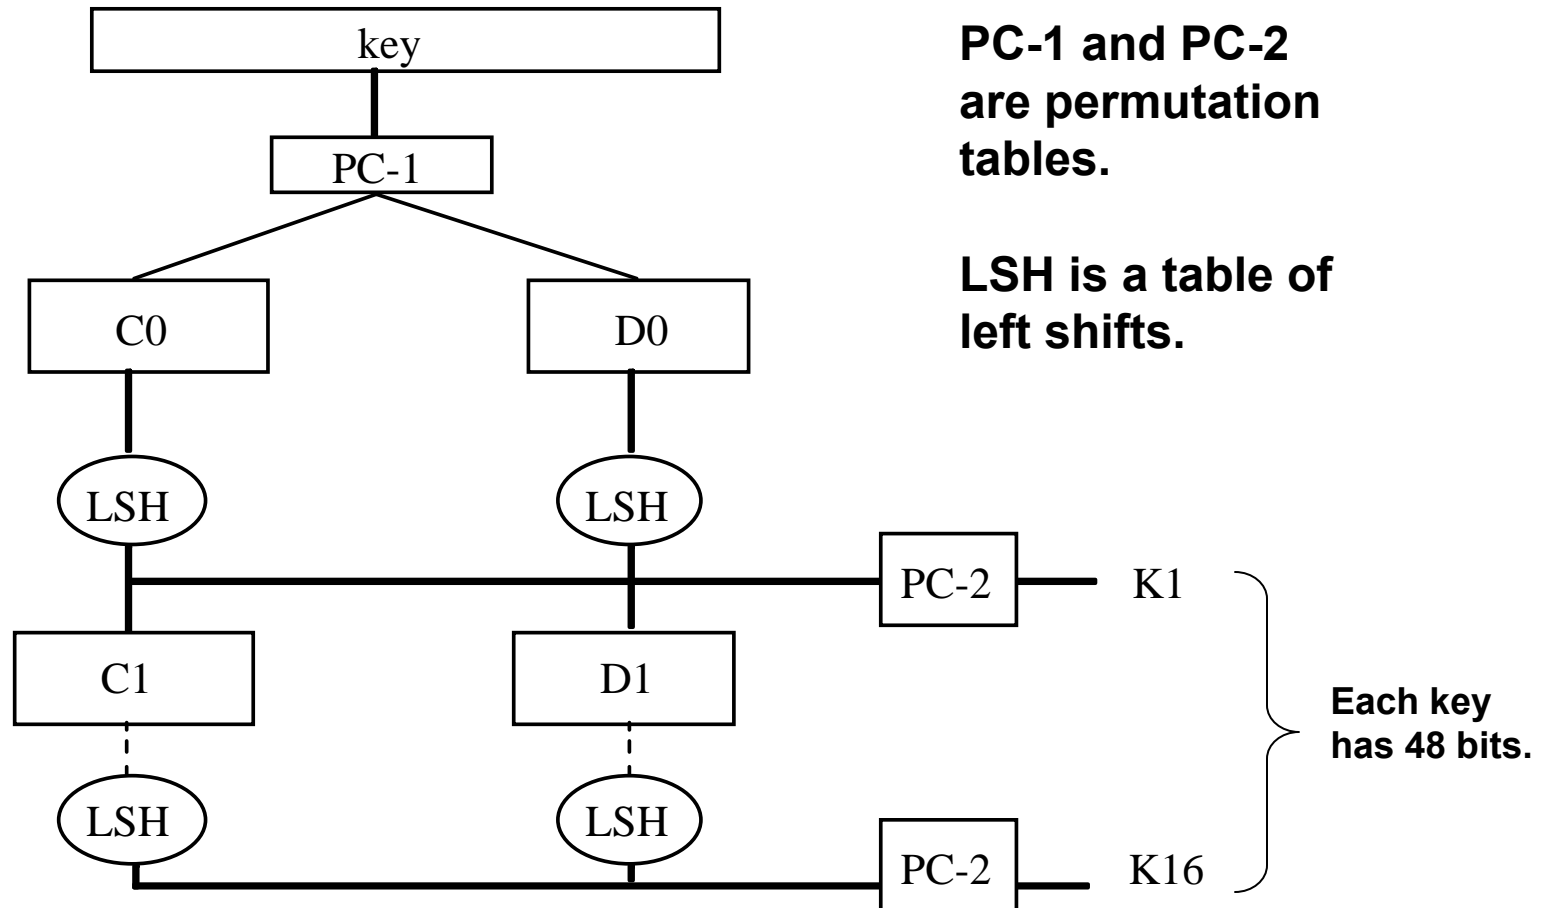 key
PC-1 and PC-2
are permutation
tables.
PC-1
LSH is a table of
left shifts.
C0
D0
LSH
LSH
PC-2
K1
C1
D1
Each key
has 48 bits.
LSH
LSH
PC-2
K16